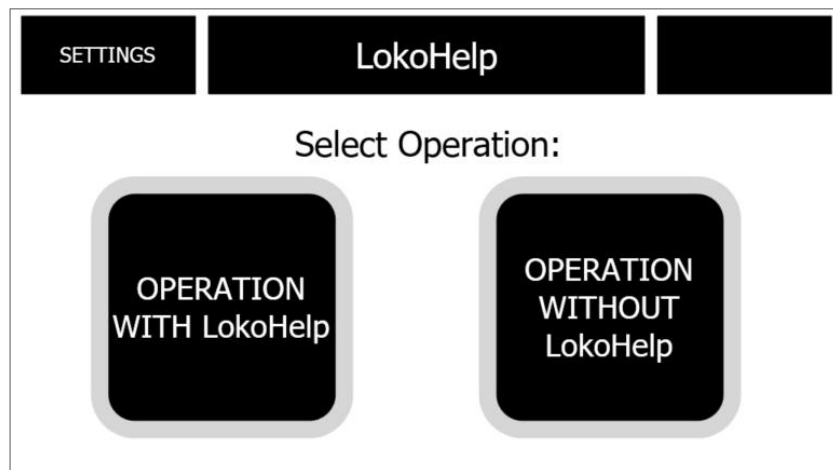 SETTINGS
LokoHelp
Select Operation:
OPERATION
WITH LokoHelp
OPERATION
WITHOUT
LokoHelp